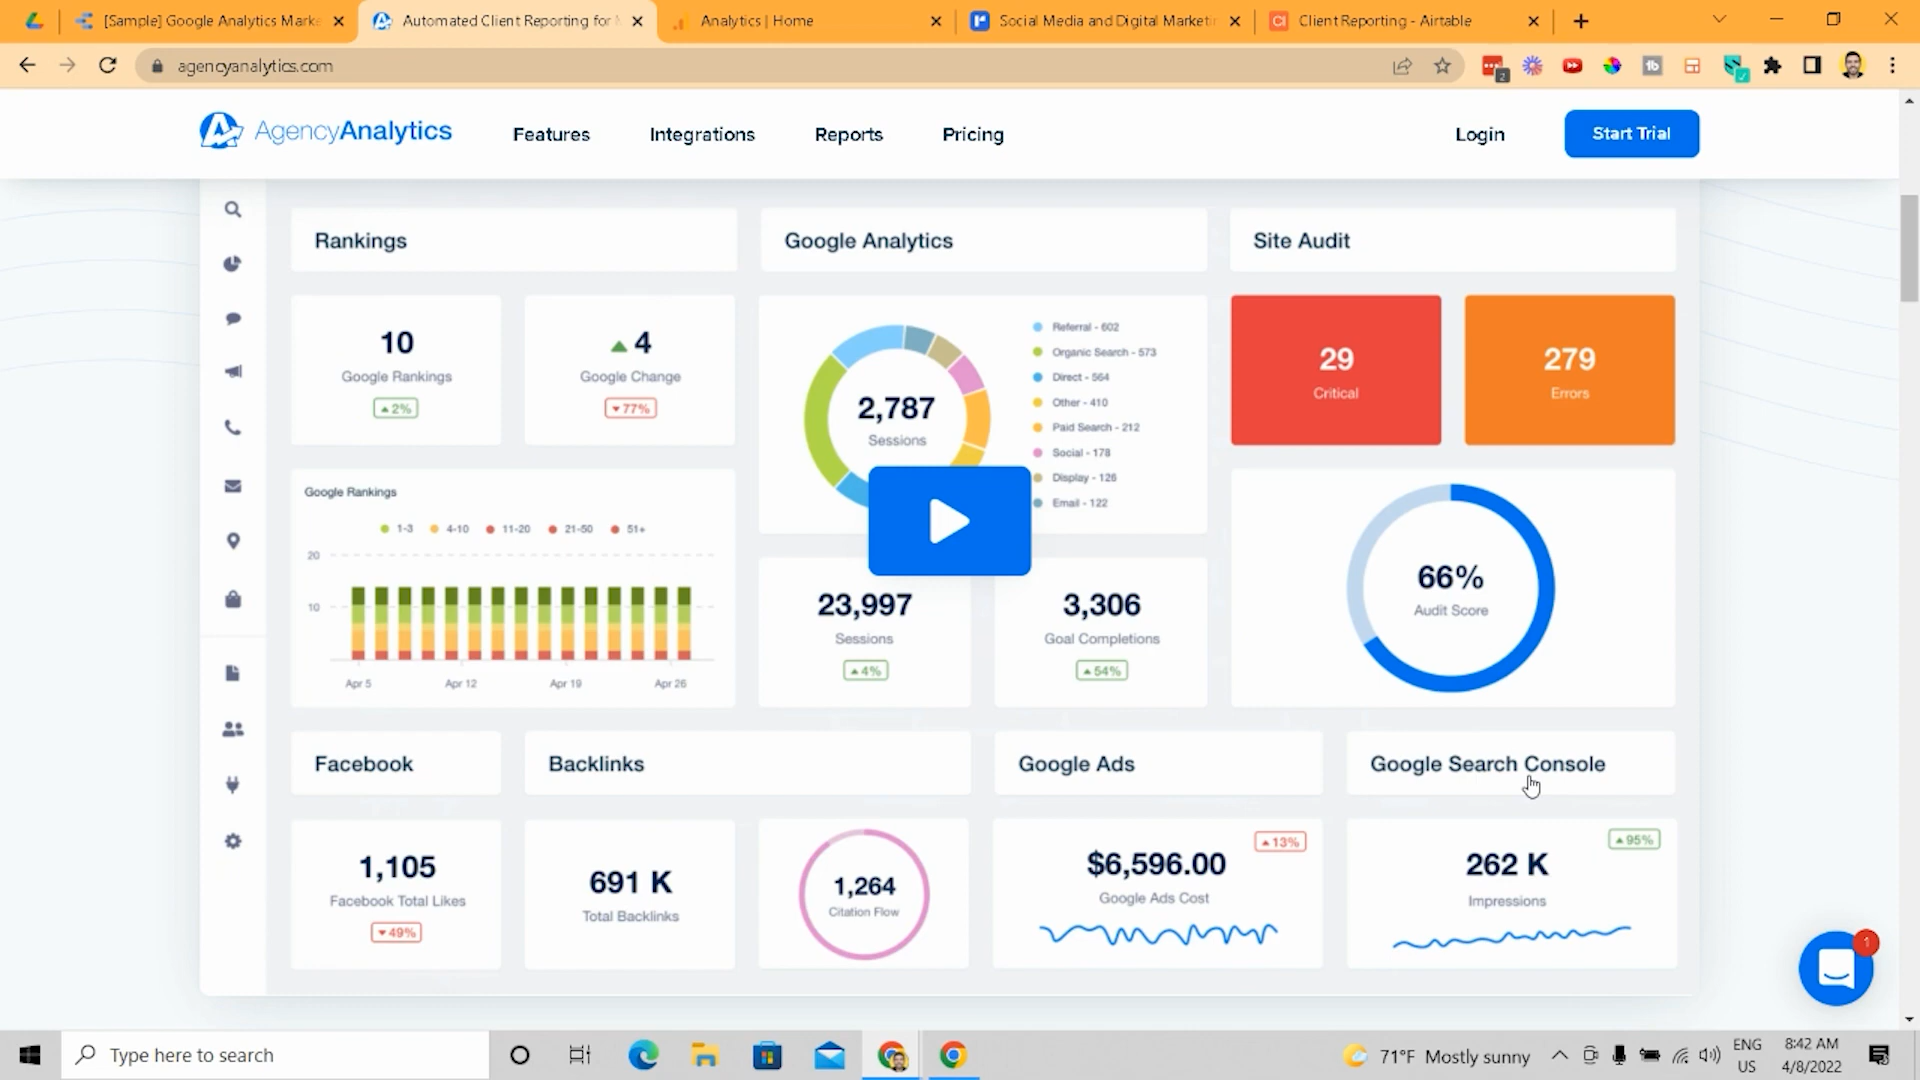 [Sample] Google Analytics Marke
Automated Client Reporting for M
Analytics | Home
Social Media and Digital Marketin
Client Reporting - Airtable
agencyanalytics.com
2
AgencyAnalytics
Features
Integrations
Reports
Pricing
Login
Start Trial
Rankings
Google Analytics
Site Audit
10
Google Rankings
▲2%
▲ 4
Google Change
▼77%
2,787
Sessions
Referral - 602
Organic Search - 573
Direct - 564
Other - 410
Paid Search - 212
Social - 178
Display - 126
Email - 122
29
Critical
279
Errors
Google Rankings
1-3
4-10
11-20
21-50
51+
20
10
Apr 5
Apr 12
Apr 19
Apr 26
23,997
Sessions
▲4%
3,306
Goal Completions
▲54%
66%
Audit Score
Facebook
Backlinks
Google Ads
Google Search Console
1,105
Facebook Total Likes
▼49%
691 K
Total Backlinks
1,264
Citation Flow
▲13%
$6,596.00
Google Ads Cost
▲95%
262 K
Impressions
1
Type here to search
71°F Mostly sunny
ENG
US
8:42 AM
4/8/2022